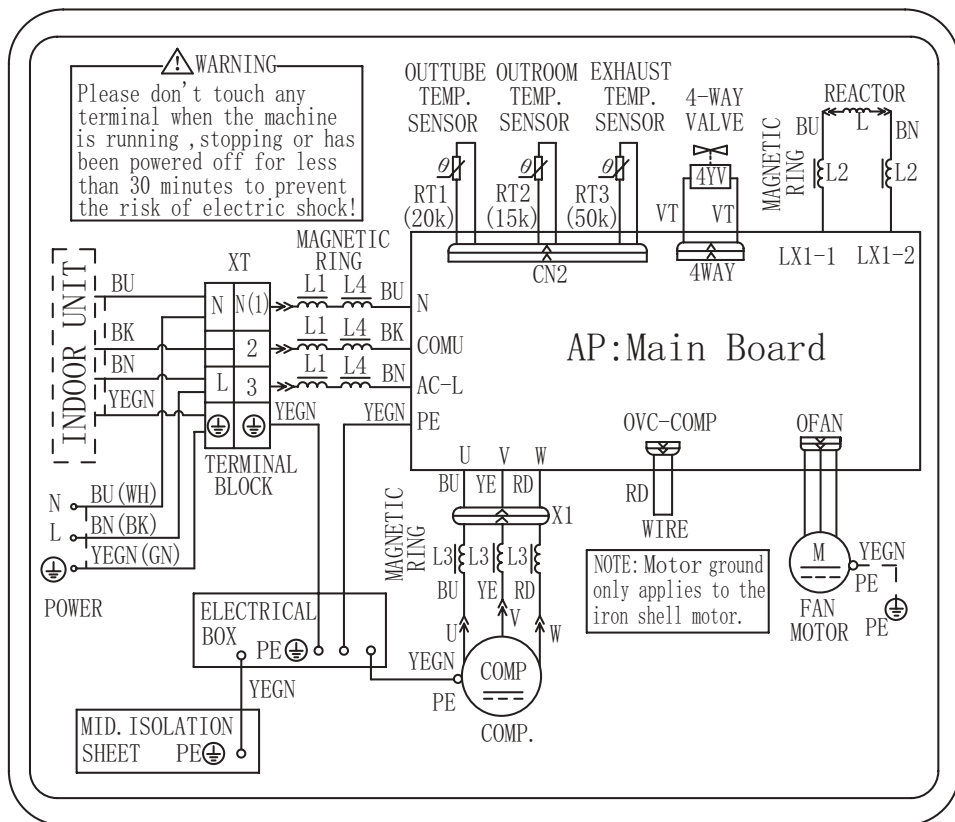 WARNING
Please don't touch any
terminal when the machine
is running ,stopping or has
been powered off for less
than 30 minutes to prevent
the risk of electric shock!
OUTTUBE
TEMP.
SENSOR
OUTROOM
TEMP.
SENSOR
EXHAUST
TEMP.
SENSOR
4-WAY
VALVE
MAGNETIC
RING
REACTOR
BU
L
BN
L2
L2
θ
θ
θ
RT1
(20k)
RT2
(15k)
RT3
(50k)
4YV
VT
VT
CN2
4WAY
LX1-1
LX1-2
INDOOR UNIT
BU
BK
BN
YEGN
XT
N
N(1)
2
L
3
TERMINAL
BLOCK
MAGNETIC
RING
L1
L4
BU
N
L1
L4
BK
COMU
L1
L4
BN
AC-L
YEGN
YEGN
PE
AP:Main Board
U
V
W
OVC-COMP
OFAN
N
BU(WH)
L
BN(BK)
YEGN(GN)
POWER
MAGNETIC
RING
BU
YE
RD
X1
L3
L3
L3
BU
YE
RD
U
V
W
RD
WIRE
NOTE: Motor ground
only applies to the
iron shell motor.
M
YEGN
PE
FAN
MOTOR
PE
ELECTRICAL
BOX
PE
YEGN
YEGN
PE
COMP
COMP.
MID. ISOLATION
SHEET
PE